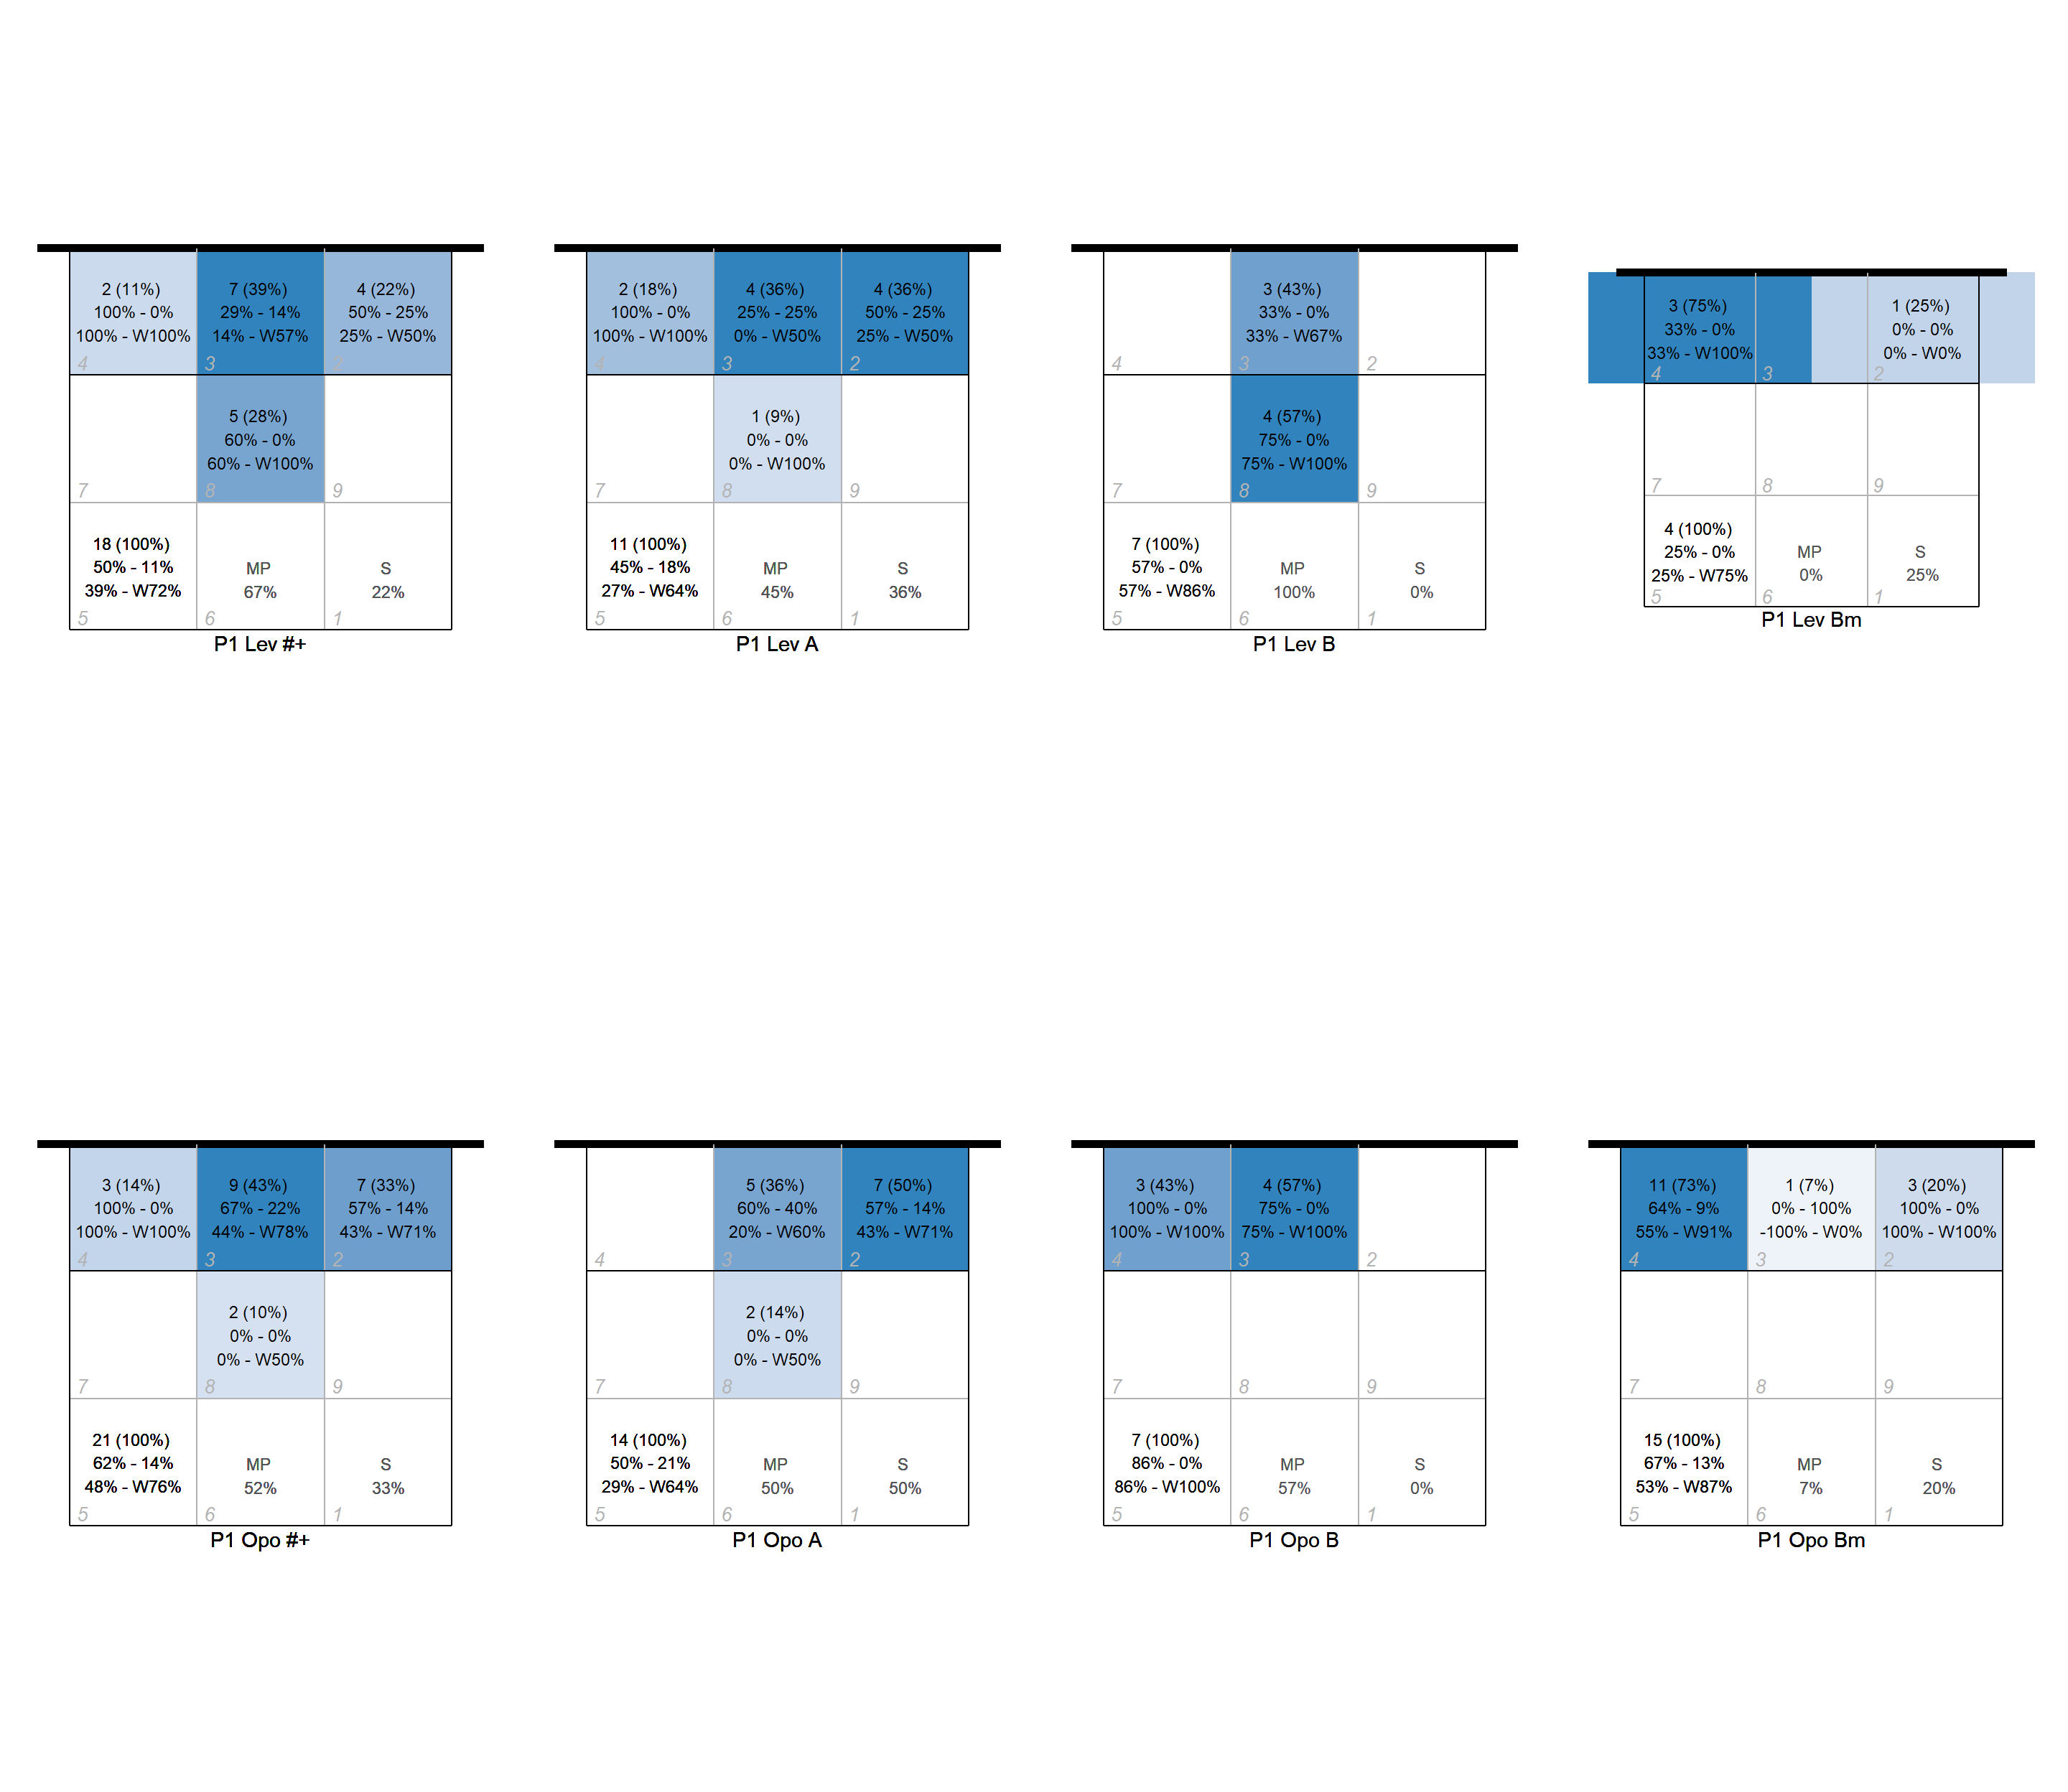 2 (11%)
100% - 0%
100% - W100%
4
7 (39%)
29% - 14%
14% - W57%
3
4 (22%)
50% - 25%
25% - W50%
2
7
5 (28%)
60% - 0%
60% - W100%
8
9
18 (100%)
50% - 11%
39% - W72%
5
MP
67%
6
S
22%
1
P1 Lev #+
2 (18%)
100% - 0%
100% - W100%
4
4 (36%)
25% - 25%
0% - W50%
3
4 (36%)
50% - 25%
25% - W50%
2
7
1 (9%)
0% - 0%
0% - W100%
8
9
11 (100%)
45% - 18%
27% - W64%
5
MP
45%
6
S
36%
1
P1 Lev A
4
3 (43%)
33% - 0%
33% - W67%
3
2
7
4 (57%)
75% - 0%
75% - W100%
8
9
7 (100%)
57% - 0%
57% - W86%
5
MP
100%
6
S
0%
1
P1 Lev B
3 (75%)
33% - 0%
33% - W100%
4
3
1 (25%)
0% - 0%
0% - W0%
2
7
8
9
4 (100%)
25% - 0%
25% - W75%
5
MP
0%
6
S
25%
1
P1 Lev Bm
3 (14%)
100% - 0%
100% - W100%
4
9 (43%)
67% - 22%
44% - W78%
3
7 (33%)
57% - 14%
43% - W71%
2
7
2 (10%)
0% - 0%
0% - W50%
8
9
21 (100%)
62% - 14%
48% - W76%
5
MP
52%
6
S
33%
1
P1 Opo #+
4
5 (36%)
60% - 40%
20% - W60%
3
7 (50%)
57% - 14%
43% - W71%
2
7
2 (14%)
0% - 0%
0% - W50%
8
9
14 (100%)
50% - 21%
29% - W64%
5
MP
50%
6
S
50%
1
P1 Opo A
3 (43%)
100% - 0%
100% - W100%
4
4 (57%)
75% - 0%
75% - W100%
3
2
7
8
9
7 (100%)
86% - 0%
86% - W100%
5
MP
57%
6
S
0%
1
P1 Opo B
11 (73%)
64% - 9%
55% - W91%
4
1 (7%)
0% - 100%
-100% - W0%
3
3 (20%)
100% - 0%
100% - W100%
2
7
8
9
15 (100%)
67% - 13%
53% - W87%
5
MP
7%
6
S
20%
1
P1 Opo Bm